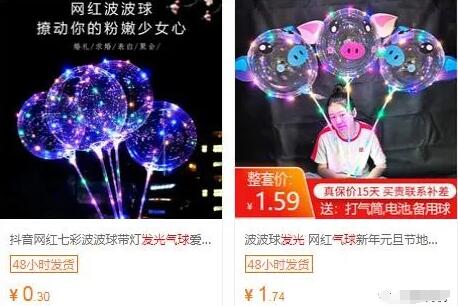 网红波波球
撩动你的粉嫩少女心
婚礼／求婚／表白／聚会
抖音网红七彩波波球带灯发光气球爱...
48小时发货
¥0.30
整套价:
¥1.59
真保价15天 买贵联系补差
送：打气筒,电池,备用球
波波球发光 网红气球新年元旦节地...
48小时发货
¥1.74